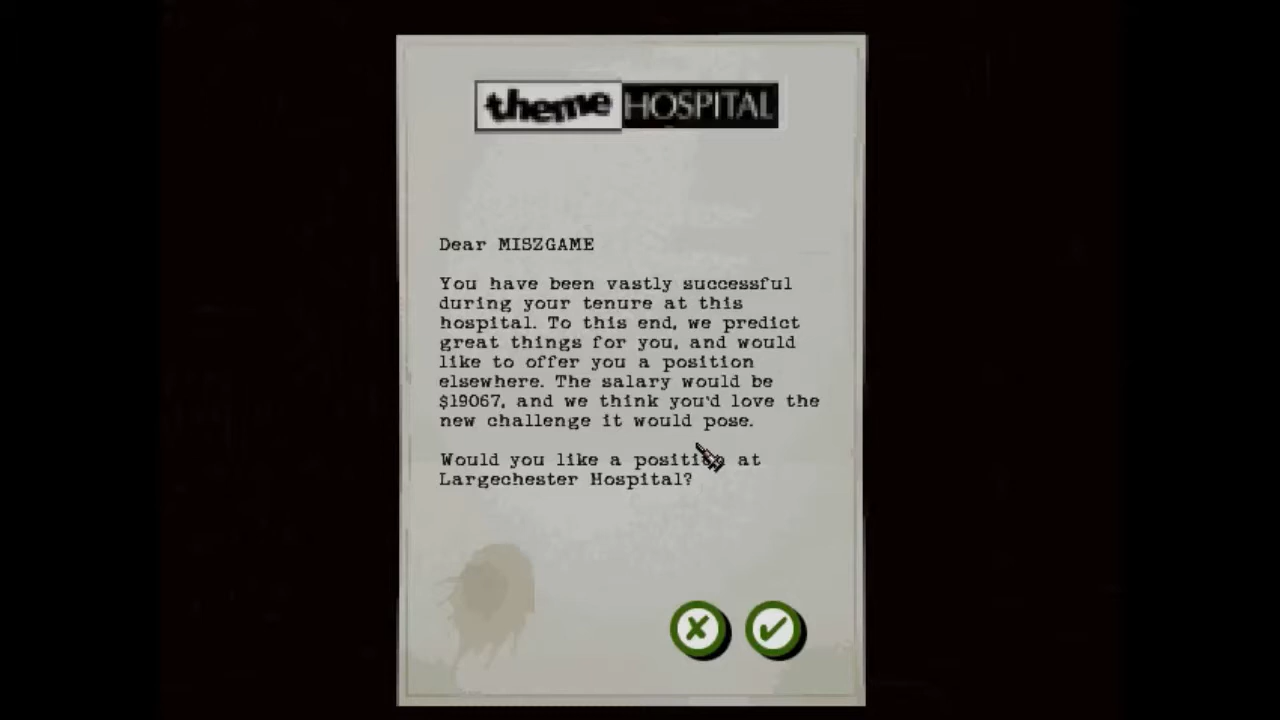 theme HOSPITAL
Dear MISZGAME
You have been vastly successful
during your tenure at this
hospital. To this end, we predict
great things for you, and would
like to offer you a position
elsewhere. The salary would be
$19067, and we think you'd love the
new challenge it would pose.
Would you like a position at
Largechester Hospital?